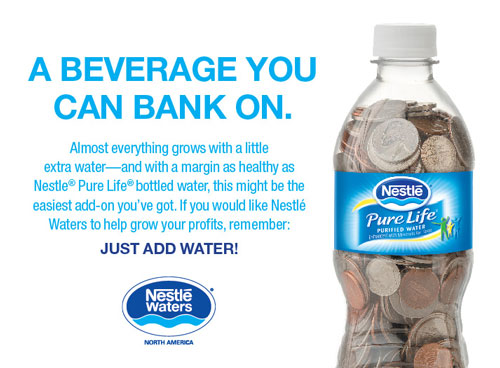 A BEVERAGE YOU
CAN BANK ON.
Almost everything grows with a little
extra water—and with a margin as healthy as
Nestle® Pure Life® bottled water, this might be the
easiest add-on you've got. If you would like Nestlé
Waters to help grow your profits, remember:
JUST ADD WATER!
Nestlé
Waters
NORTH AMERICA
Nestlé
Pure Life
PURIFIED WATER